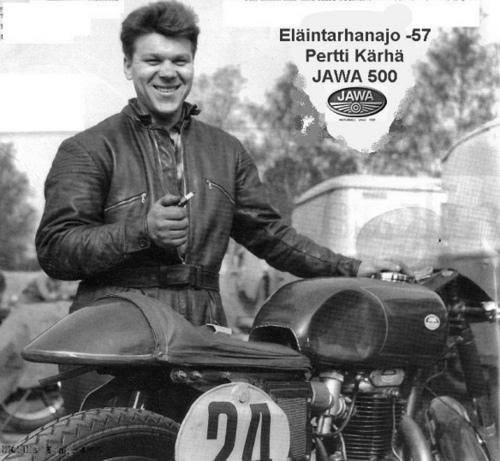 Eläintarhanajo -57
Pertti Kärhä
JAWA 500
JAWA
24